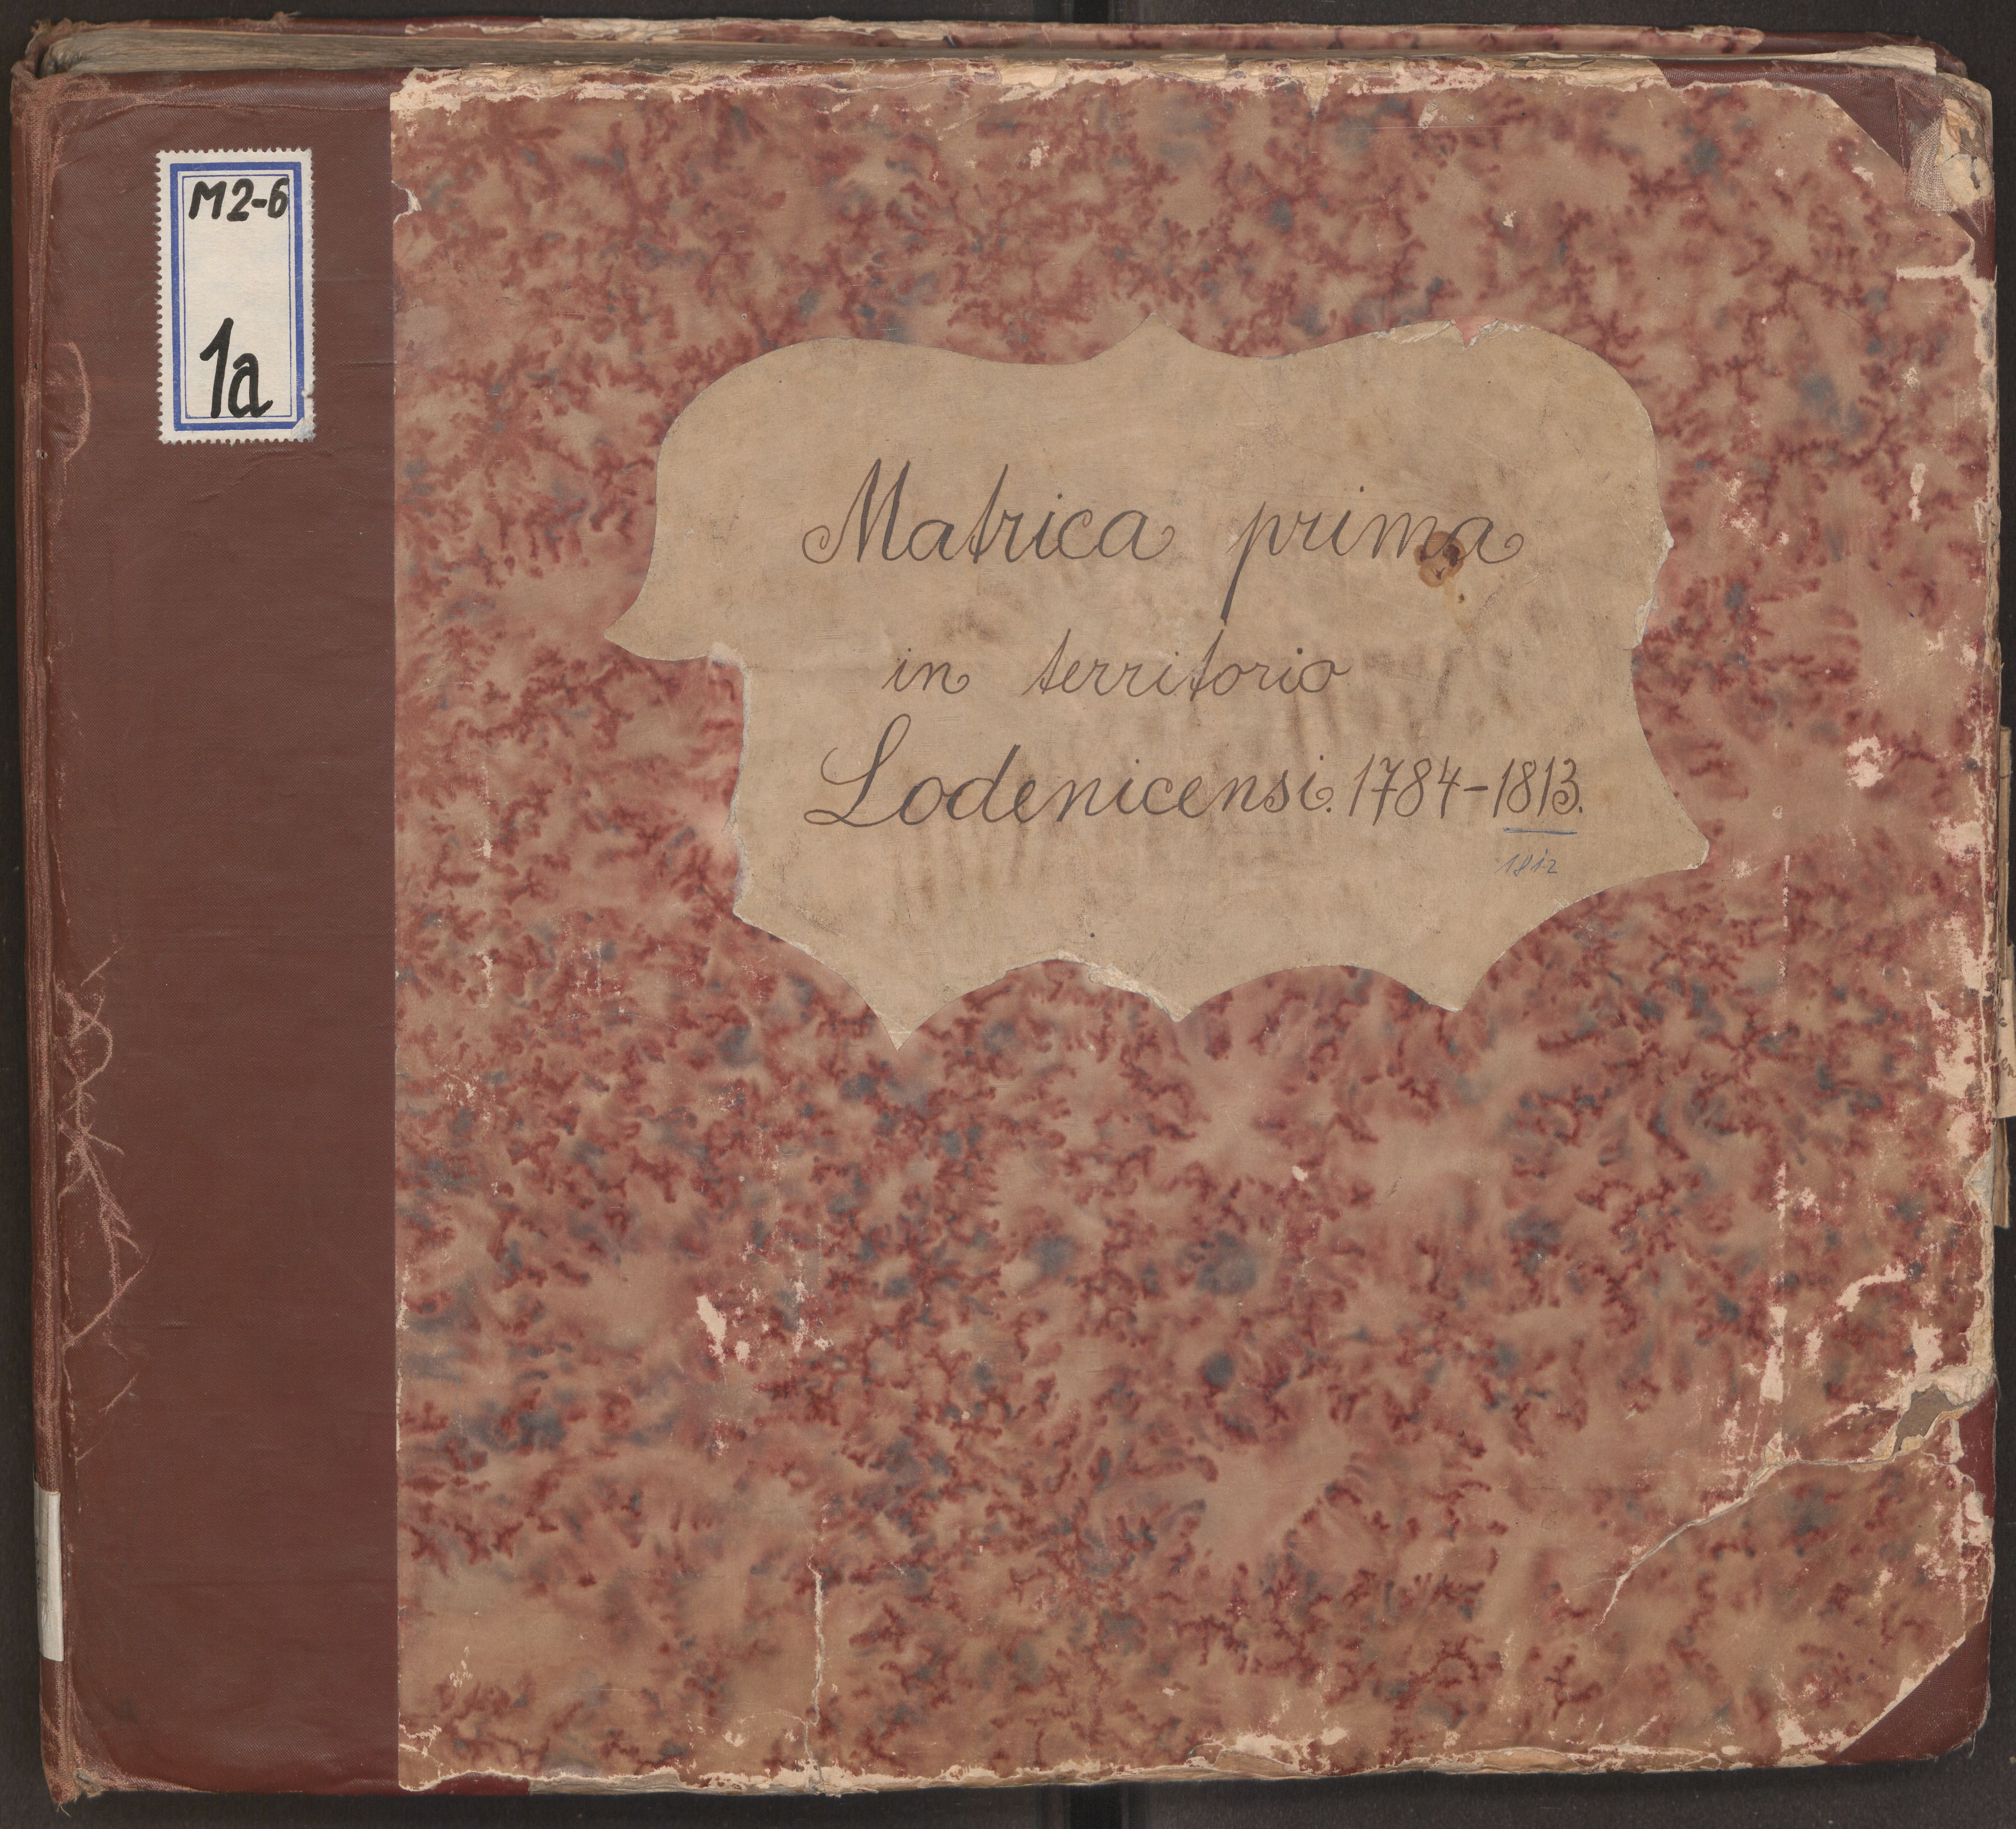 M2-6
1a
Matrica prima
in territorio
Lodenicensi. 1784-1813.
1812